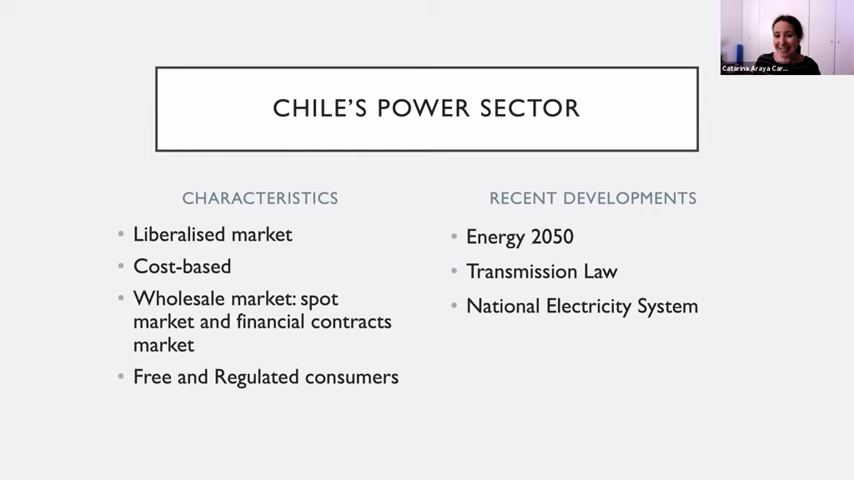 Catarina Araya Car...
CHILE'S POWER SECTOR
CHARACTERISTICS
• Liberalised market
• Cost-based
• Wholesale market: spot
market and financial contracts
market
• Free and Regulated consumers
RECENT DEVELOPMENTS
• Energy 2050
• Transmission Law
• National Electricity System